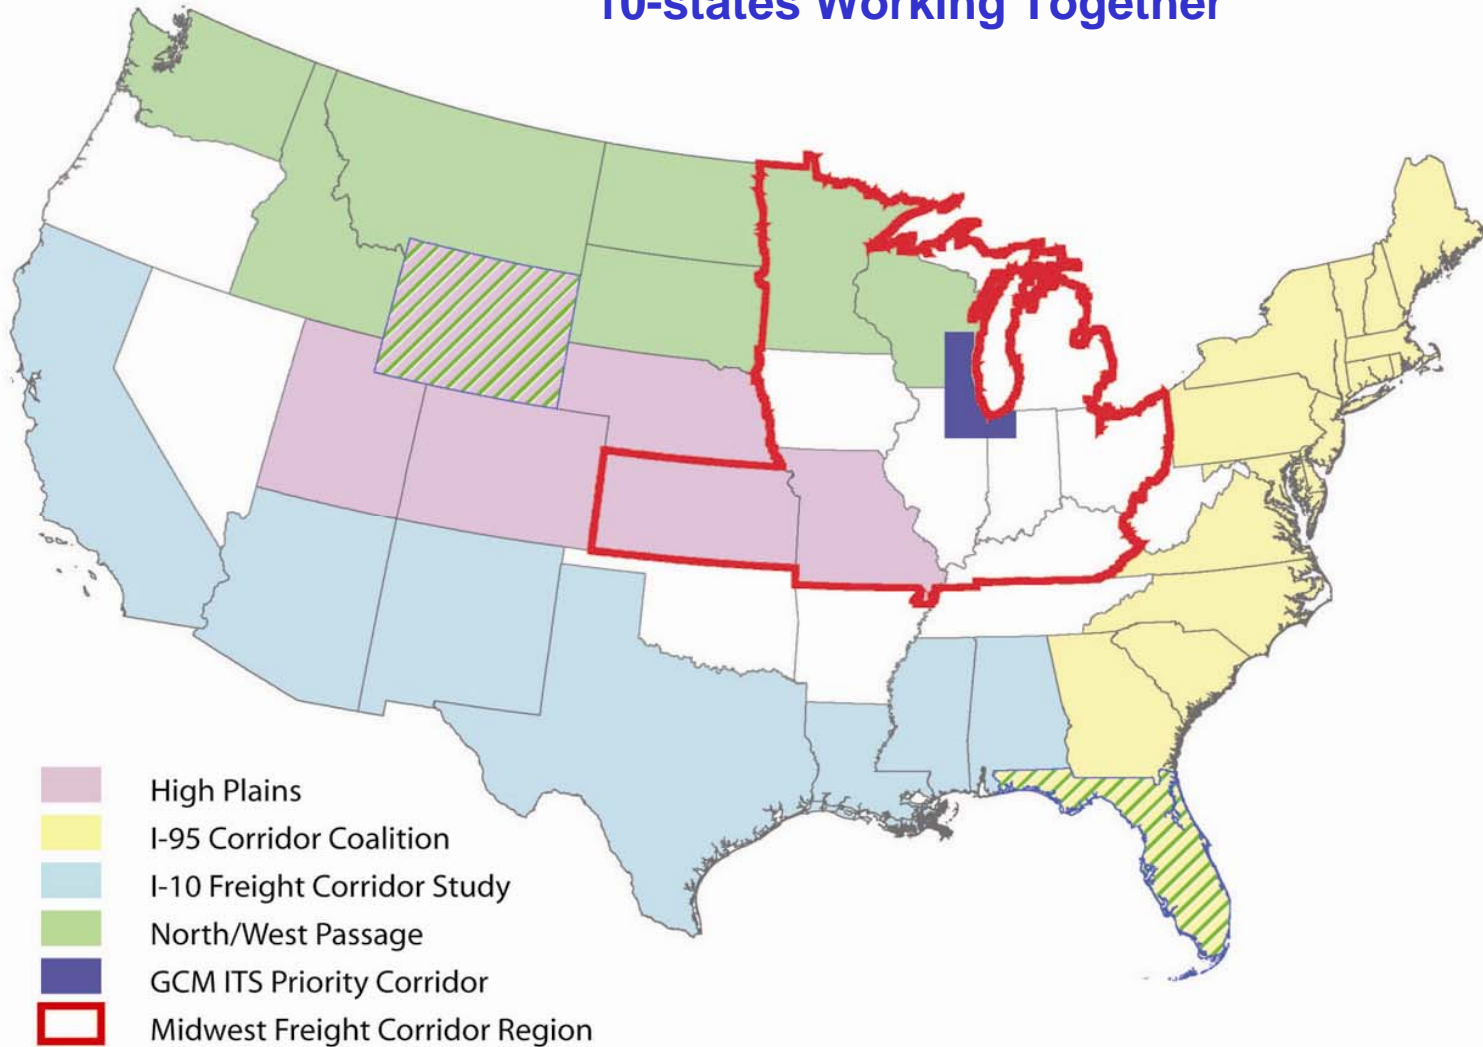 10-states Working Together
High Plains
I-95 Corridor Coalition
I-10 Freight Corridor Study
North/West Passage
GCM ITS Priority Corridor
Midwest Freight Corridor Region